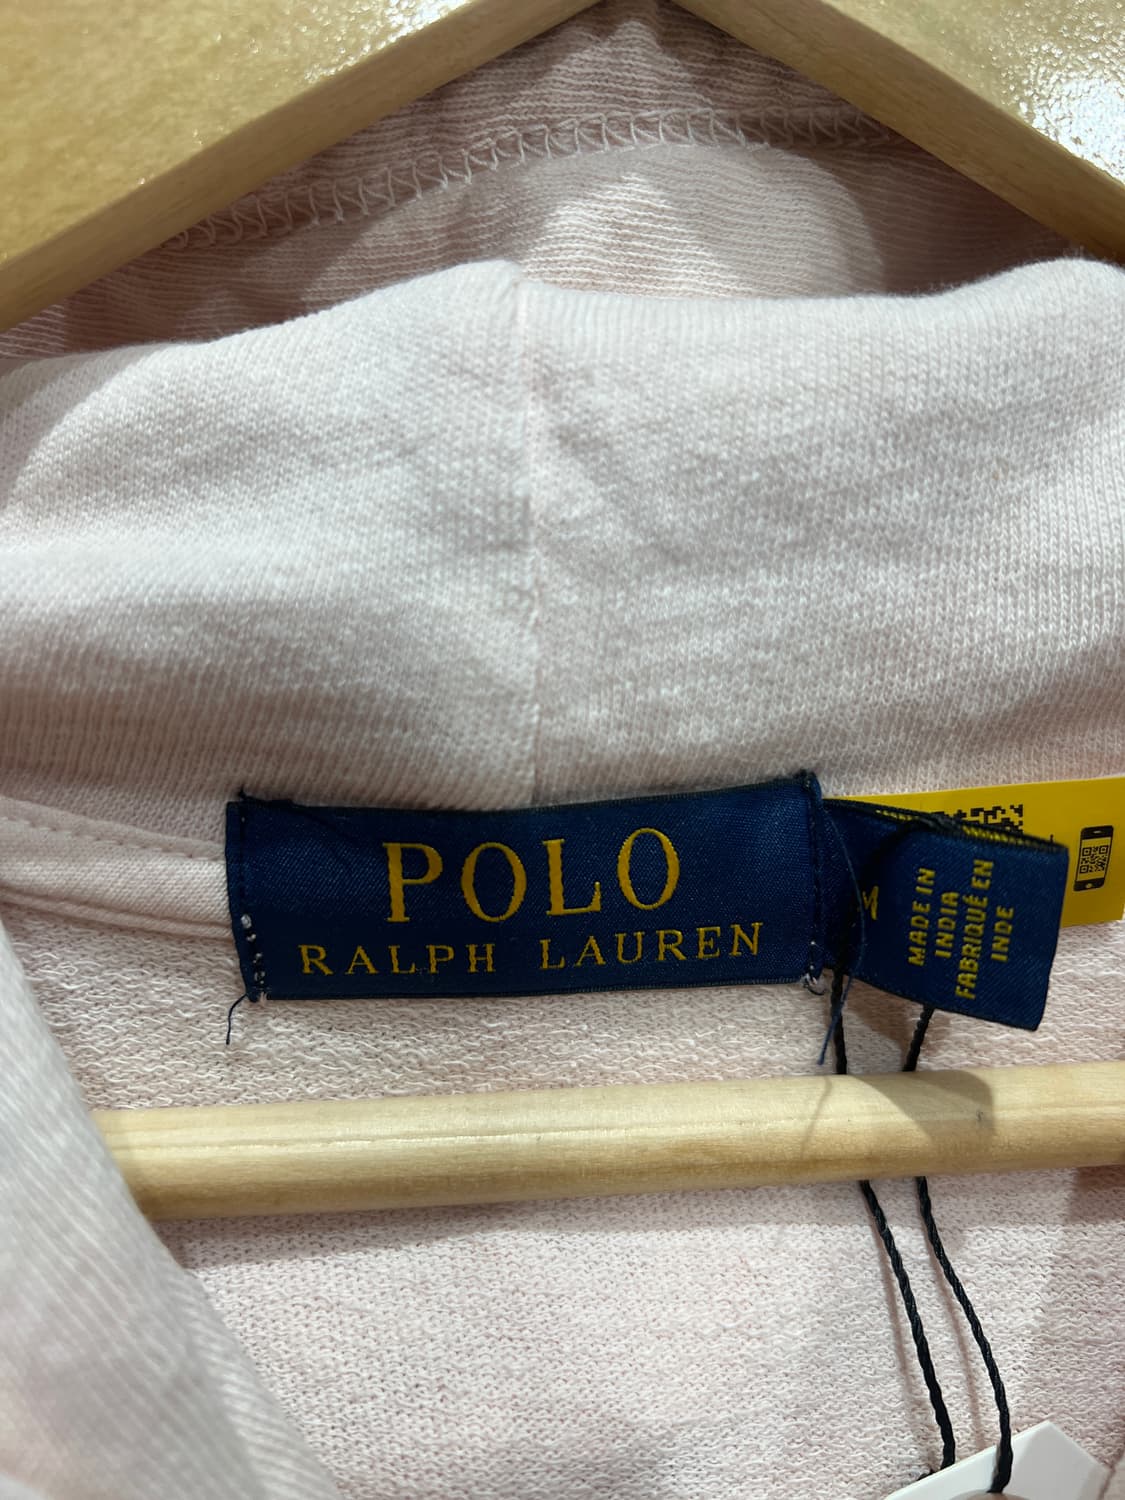 POLO
RALPH LAUREN
M
MADE IN
INDIA
FABRIQUÉ EN
INDE